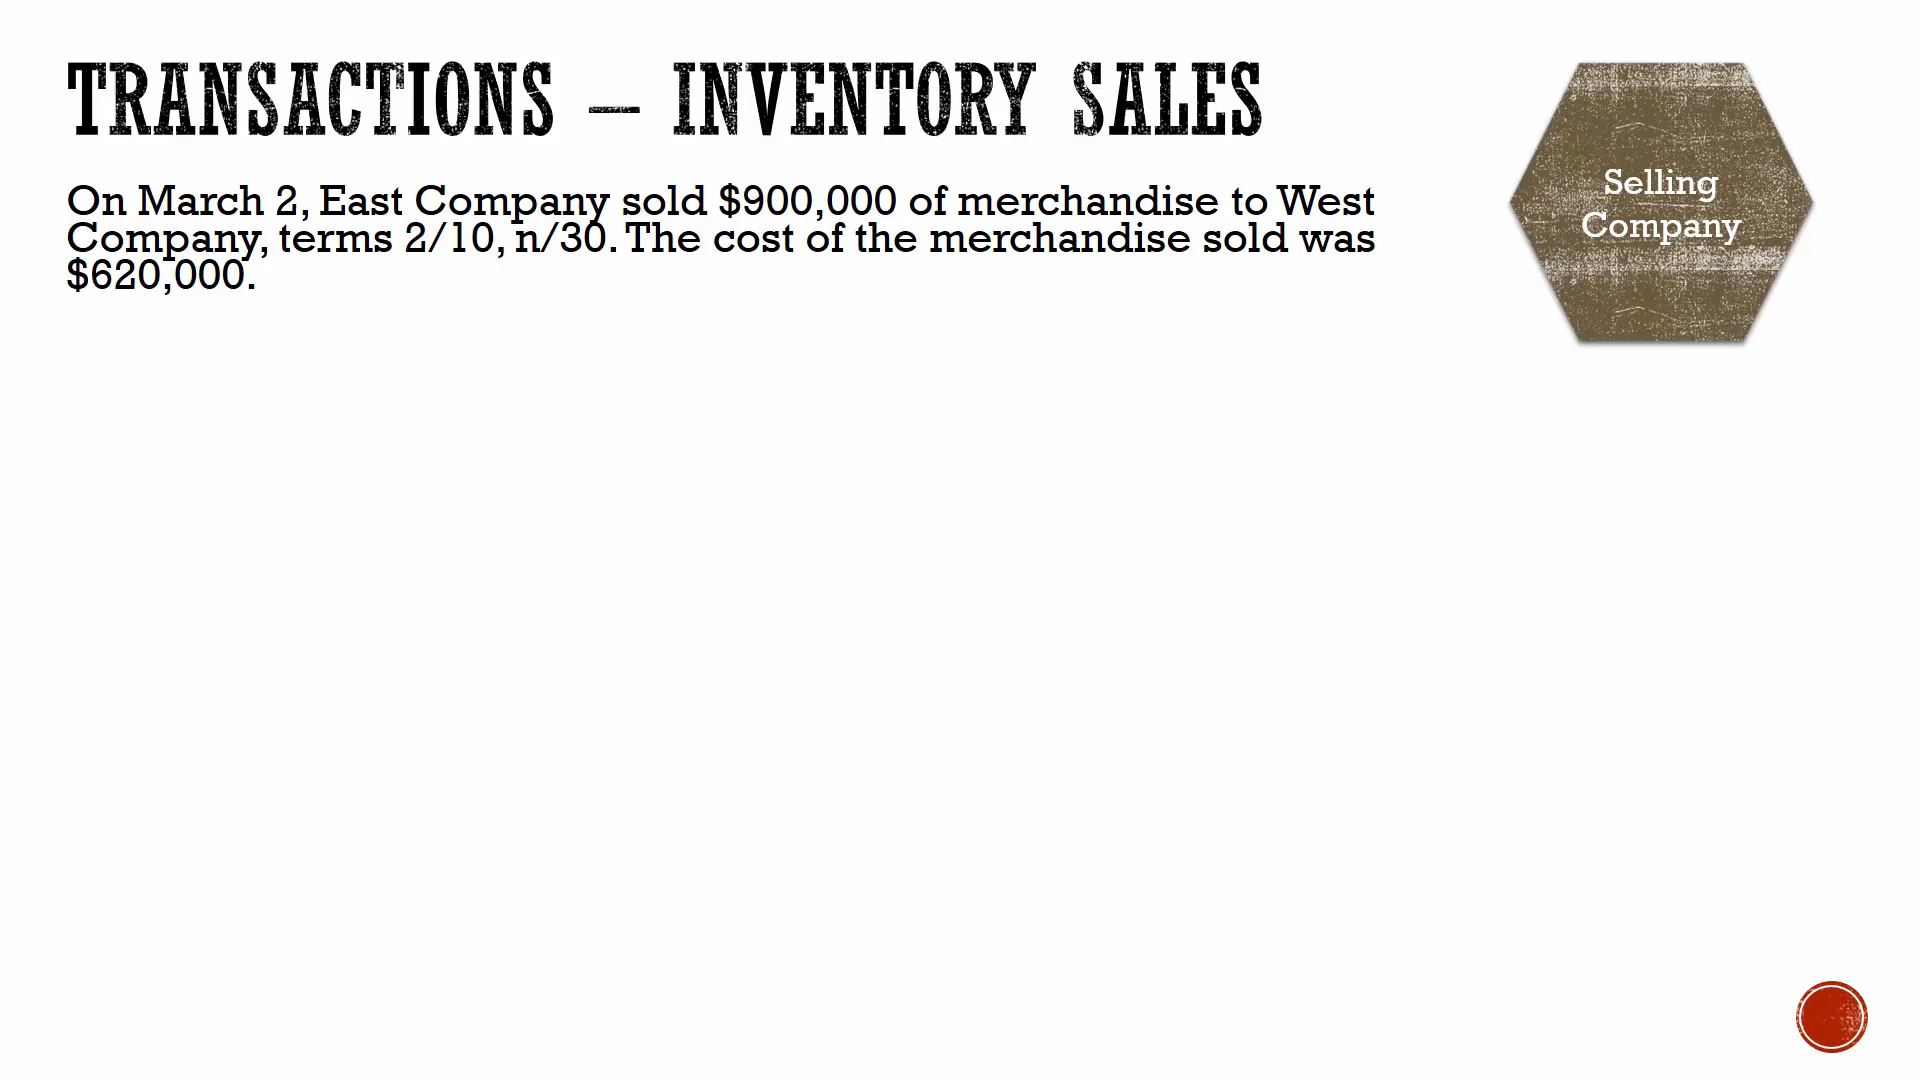 TRANSACTIONS – INVENTORY SALES
On March 2, East Company sold $900,000 of merchandise to West
Company, terms 2/10, n/30. The cost of the merchandise sold was
$620,000.
Selling
Company